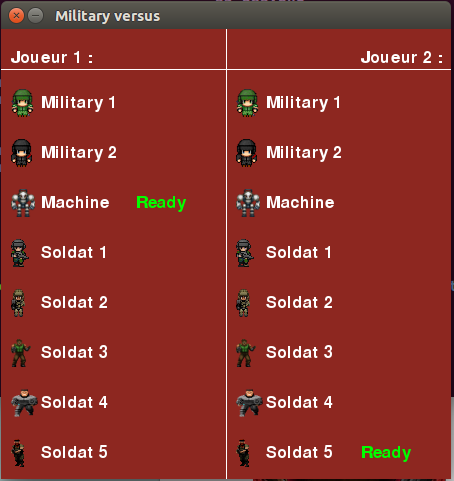 Military versus
Joueur 1 :
Military 1
Military 2
Machine Ready
Soldat 1
Soldat 2
Soldat 3
Soldat 4
Soldat 5
Joueur 2 :
Military 1
Military 2
Machine
Soldat 1
Soldat 2
Soldat 3
Soldat 4
Soldat 5 Ready